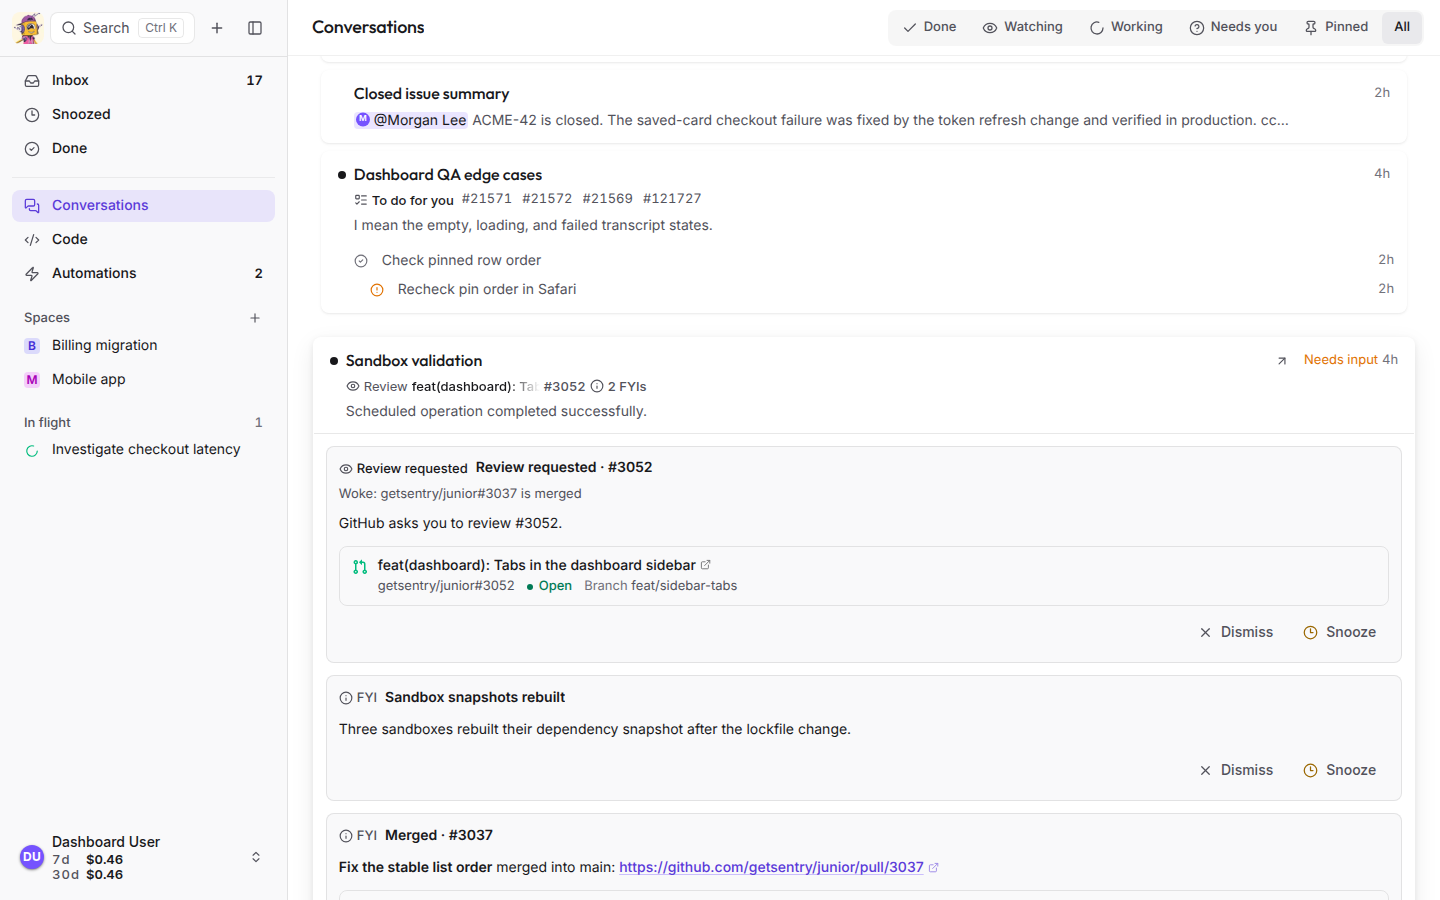 Search Ctrl K
Inbox 17
Snoozed
Done
Conversations
Code
Automations 2
Spaces
B Billing migration
M Mobile app
In flight 1
Investigate checkout latency
DU Dashboard User
7d $0.46
30d $0.46
Conversations
Done Watching Working Needs you Pinned All
Closed issue summary 2h
M @Morgan Lee ACME-42 is closed. The saved-card checkout failure was fixed by the token refresh change and verified in production. cc...
Dashboard QA edge cases 4h
To do for you #21571 #21572 #21569 #121727
I mean the empty, loading, and failed transcript states.
Check pinned row order 2h
Recheck pin order in Safari 2h
Sandbox validation Needs input 4h
Review feat(dashboard): Tab #3052 2 FYIs
Scheduled operation completed successfully.
Review requested Review requested · #3052
Woke: getsentry/junior#3037 is merged
GitHub asks you to review #3052.
feat(dashboard): Tabs in the dashboard sidebar
getsentry/junior#3052 Open Branch feat/sidebar-tabs
Dismiss Snooze
FYI Sandbox snapshots rebuilt
Three sandboxes rebuilt their dependency snapshot after the lockfile change.
Dismiss Snooze
FYI Merged · #3037
Fix the stable list order merged into main: https://github.com/getsentry/junior/pull/3037